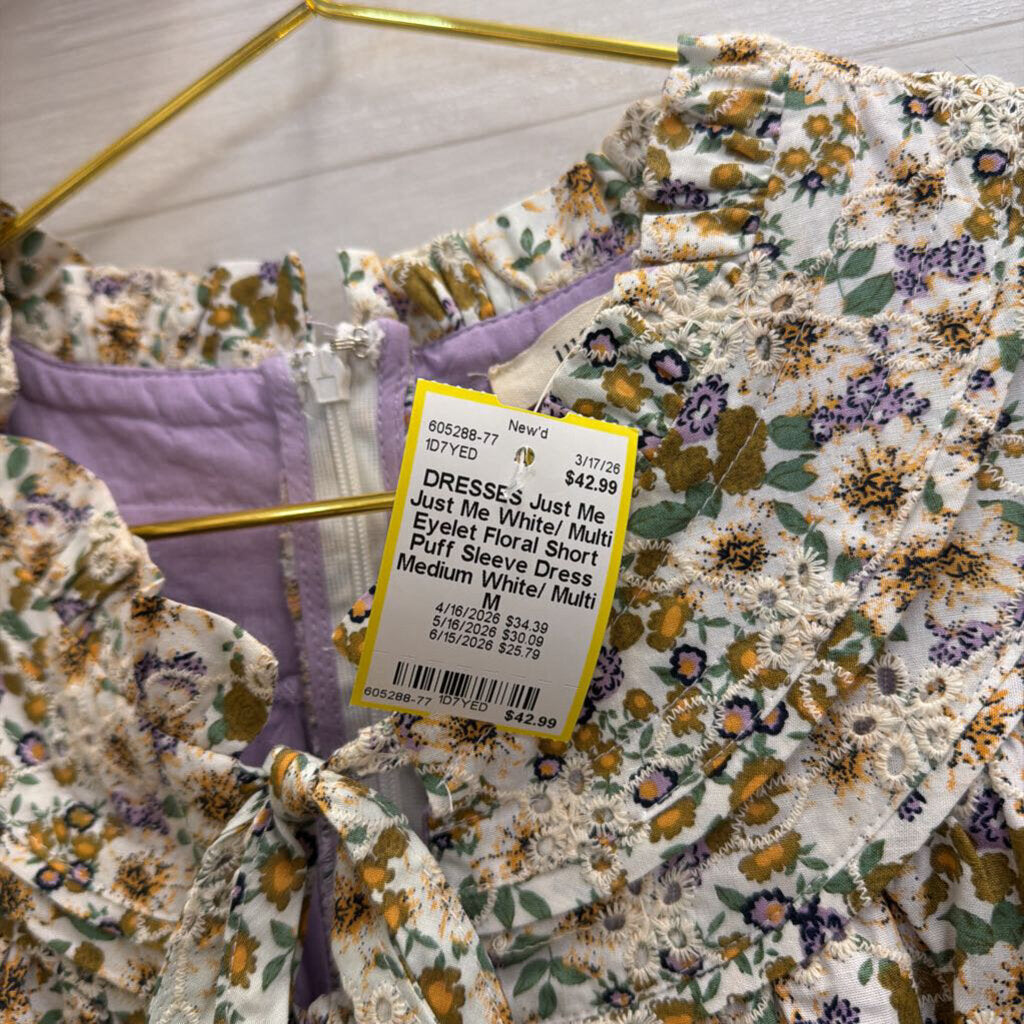 New'd
605288-77
1D7YED
3/17/26
$42.99
DRESSES Just Me
Just Me White/ Multi
Eyelet Floral Short
Puff Sleeve Dress
Medium White/ Multi
M
4/16/2026 $34.39
5/16/2026 $30.09
6/15/2026 $25.79
605288-77 1D7YED $42.99